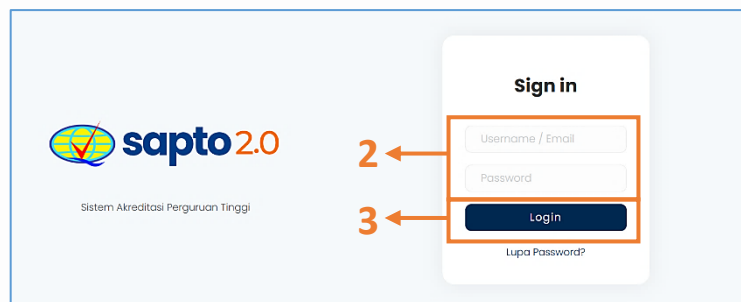 sapto 2.0
Sistem Akreditasi Perguruan Tinggi
Sign in
2
Username / Email
Password
3
Login
Lupa Password?